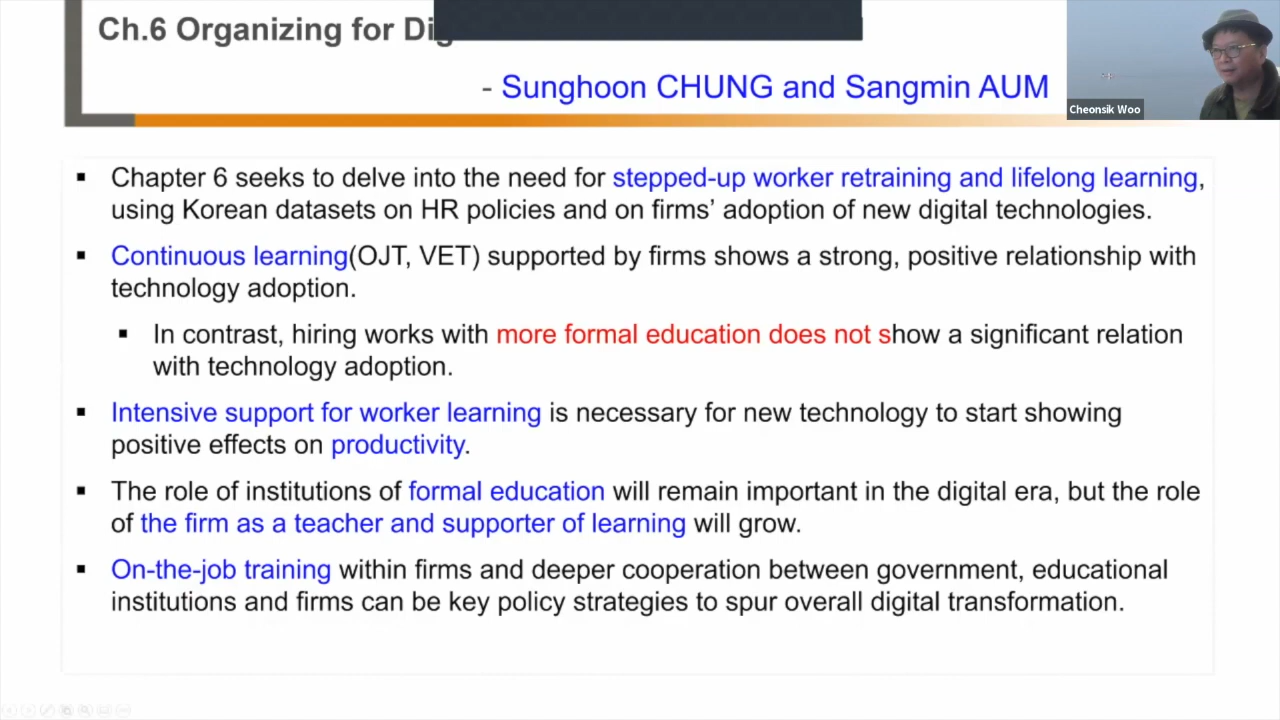 Ch.6 Organizing for
- Sunghoon CHUNG and Sangmin AUM
Cheonsik Woo
▪ Chapter 6 seeks to delve into the need for stepped-up worker retraining and lifelong learning,
using Korean datasets on HR policies and on firms’ adoption of new digital technologies.
▪ Continuous learning(OJT, VET) supported by firms shows a strong, positive relationship with
technology adoption.
▪ In contrast, hiring works with more formal education does not show a significant relation
with technology adoption.
▪ Intensive support for worker learning is necessary for new technology to start showing
positive effects on productivity.
▪ The role of institutions of formal education will remain important in the digital era, but the role
of the firm as a teacher and supporter of learning will grow.
▪ On-the-job training within firms and deeper cooperation between government, educational
institutions and firms can be key policy strategies to spur overall digital transformation.